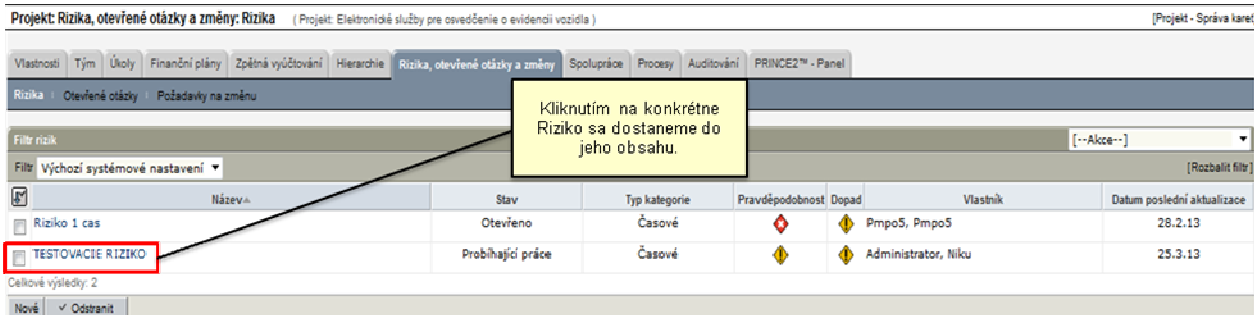 Projekt: Rizika, otevřené otázky a změny: Rizika ( Projekt: Elektronické služby pre osvedčenie o evidencii vozidla ) [Projekt - Správa karet
Vlastnosti Tým Úkoly Finanční plány Zpětná vyúčtování Hierarchie Rizika, otevřené otázky a změny Spolupráce Procesy Auditování PRINCE2™ - Panel
Rizika Otevřené otázky Požadavky na změnu
Kliknutím na konkrétne
Riziko sa dostaneme do
jeho obsahu.
Filtr rizik [--Akce--]
Filtr Výchozí systémové nastavení [Rozbalit filtr]
Název Stav Typ kategorie Pravděpodobnost Dopad Vlastník Datum poslední aktualizace
Riziko 1 cas Otevřeno Časové Pmpo5, Pmpo5 28.2.13
TESTOVACIE RIZIKO Probíhající práce Časové Administrator, Niku 25.3.13
Celkové výsledky: 2
Nové Odstranit